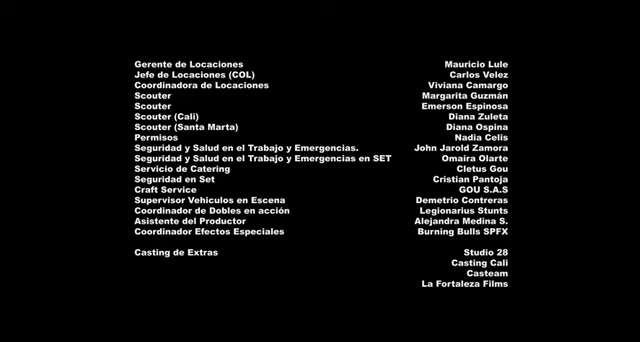 Gerente de Locaciones Mauricio Lule
Jefe de Locaciones (COL) Carlos Velez
Coordinadora de Locaciones Viviana Camargo
Scouter Margarita Guzmán
Scouter Emerson Espinosa
Scouter (Cali) Diana Zuleta
Scouter (Santa Marta) Diana Ospina
Permisos Nadia Celis
Seguridad y Salud en el Trabajo y Emergencias. John Jarold Zamora
Seguridad y Salud en el Trabajo y Emergencias en SET Omaira Olarte
Servicio de Catering Cletus Gou
Seguridad en Set Cristian Pantoja
Craft Service GOU S.A.S
Supervisor Vehiculos en Escena Demetrio Contreras
Coordinador de Dobles en acción Legionarius Stunts
Asistente del Productor Alejandra Medina S.
Coordinador Efectos Especiales Burning Bulls SPFX
Casting de Extras Studio 28
Casting Cali
Casteam
La Fortaleza Films